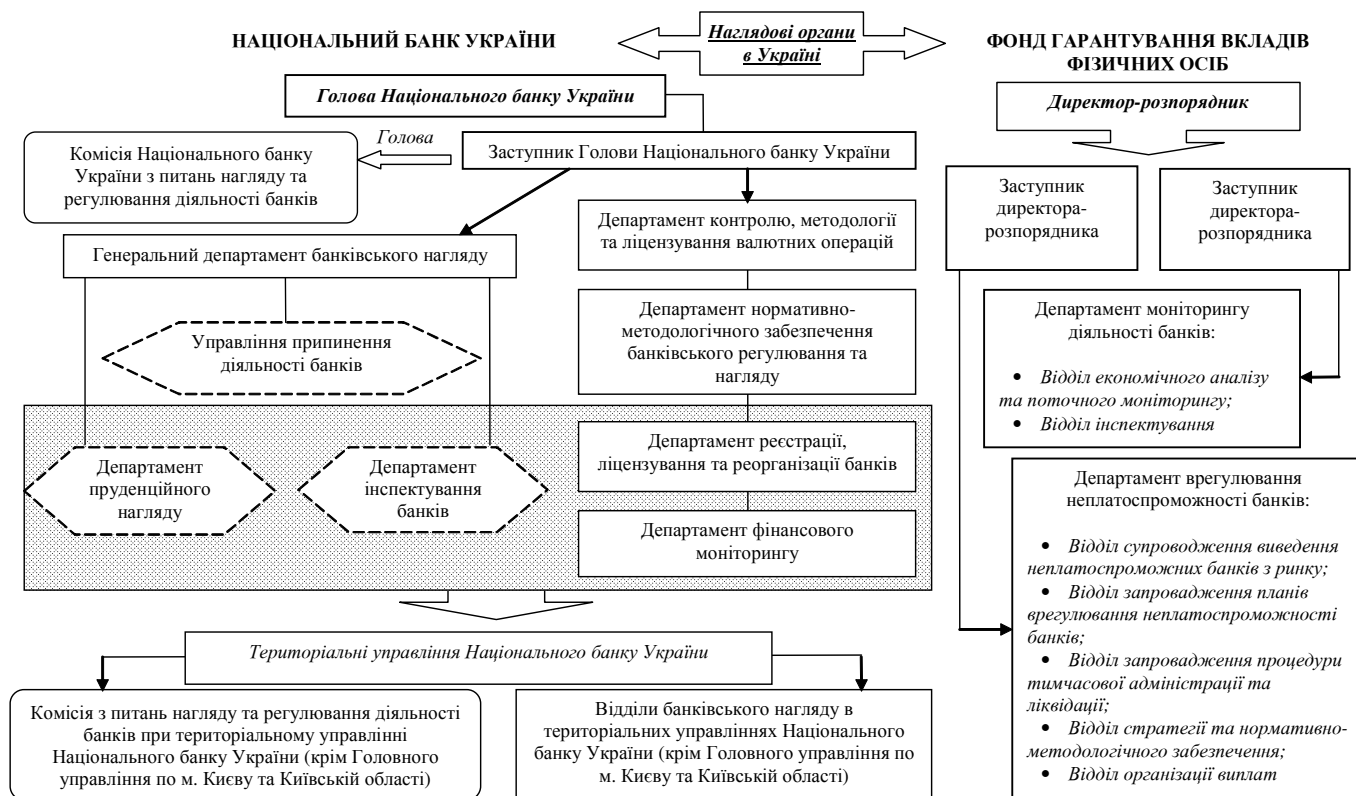 НАЦІОНАЛЬНИЙ БАНК УКРАЇНИ
Наглядові органи
в Україні
ФОНД ГАРАНТУВАННЯ ВКЛАДІВ
ФІЗИЧНИХ ОСІБ
Голова Національного банку України
Голова
Заступник Голови Національного банку України
Комісія Національного банку
України з питань нагляду та
регулювання діяльності банків
Генеральний департамент банківського нагляду
Управління припинення
діяльності банків
Департамент
пруденційного
нагляду
Департамент
інспектування
банків
Департамент контролю, методології
та ліцензування валютних операцій
Департамент нормативно-
методологічного забезпечення
банківського регулювання та
нагляду
Департамент реєстрації,
ліцензування та реорганізації банків
Департамент фінансового
моніторингу
Територіальні управління Національного банку України
Комісія з питань нагляду та регулювання діяльності
банків при територіальному управлінні
Національного банку України (крім Головного
управління по м. Києву та Київській області)
Відділи банківського нагляду в
територіальних управліннях Національного
банку України (крім Головного управління по
м. Києву та Київській області)
Директор-розпорядник
Заступник
директора-
розпорядника
Заступник
директора-
розпорядника
Департамент моніторингу
діяльності банків:
• Відділ економічного аналізу
та поточного моніторингу;
• Відділ інспектування
Департамент врегулювання
неплатоспроможності банків:
• Відділ супроводження виведення
неплатоспроможних банків з ринку;
• Відділ запровадження планів
врегулювання неплатоспроможності
банків;
• Відділ запровадження процедури
тимчасової адміністрації та
ліквідації;
• Відділ стратегії та нормативно-
методологічного забезпечення;
• Відділ організації виплат